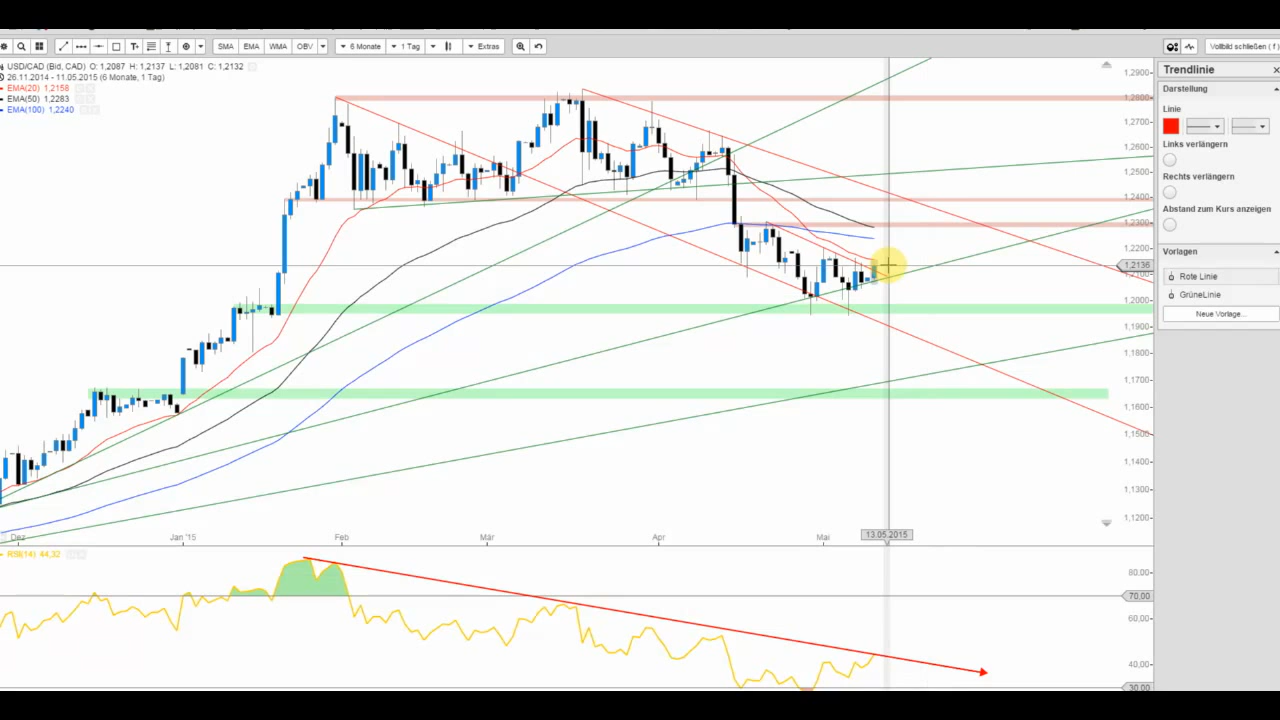 SMA EMA WMA OBV 6 Monate 1 Tag Extras Vollbild schließen ( f )
USD/CAD (Bid, CAD) O: 1,2087 H: 1,2137 L: 1,2081 C: 1,2132
26.11.2014 - 11.05.2015 (6 Monate, 1 Tag)
EMA(20) 1,2158
EMA(50) 1,2283
EMA(100) 1,2240
Trendlinie
Darstellung
Linie
Links verlängern
Rechts verlängern
Abstand zum Kurs anzeigen
Vorlagen
Rote Linie
GrüneLinie
Neue Vorlage...
1,2900
1,2800
1,2700
1,2600
1,2500
1,2400
1,2300
1,2200
1,2136
1,2100
1,2000
1,1900
1,1800
1,1700
1,1600
1,1500
1,1400
1,1300
1,1200
Dez Jan '15 Feb Mär Apr Mai 13.05.2015
RSI(14) 44,32
80,00
70,00
60,00
40,00
30,00